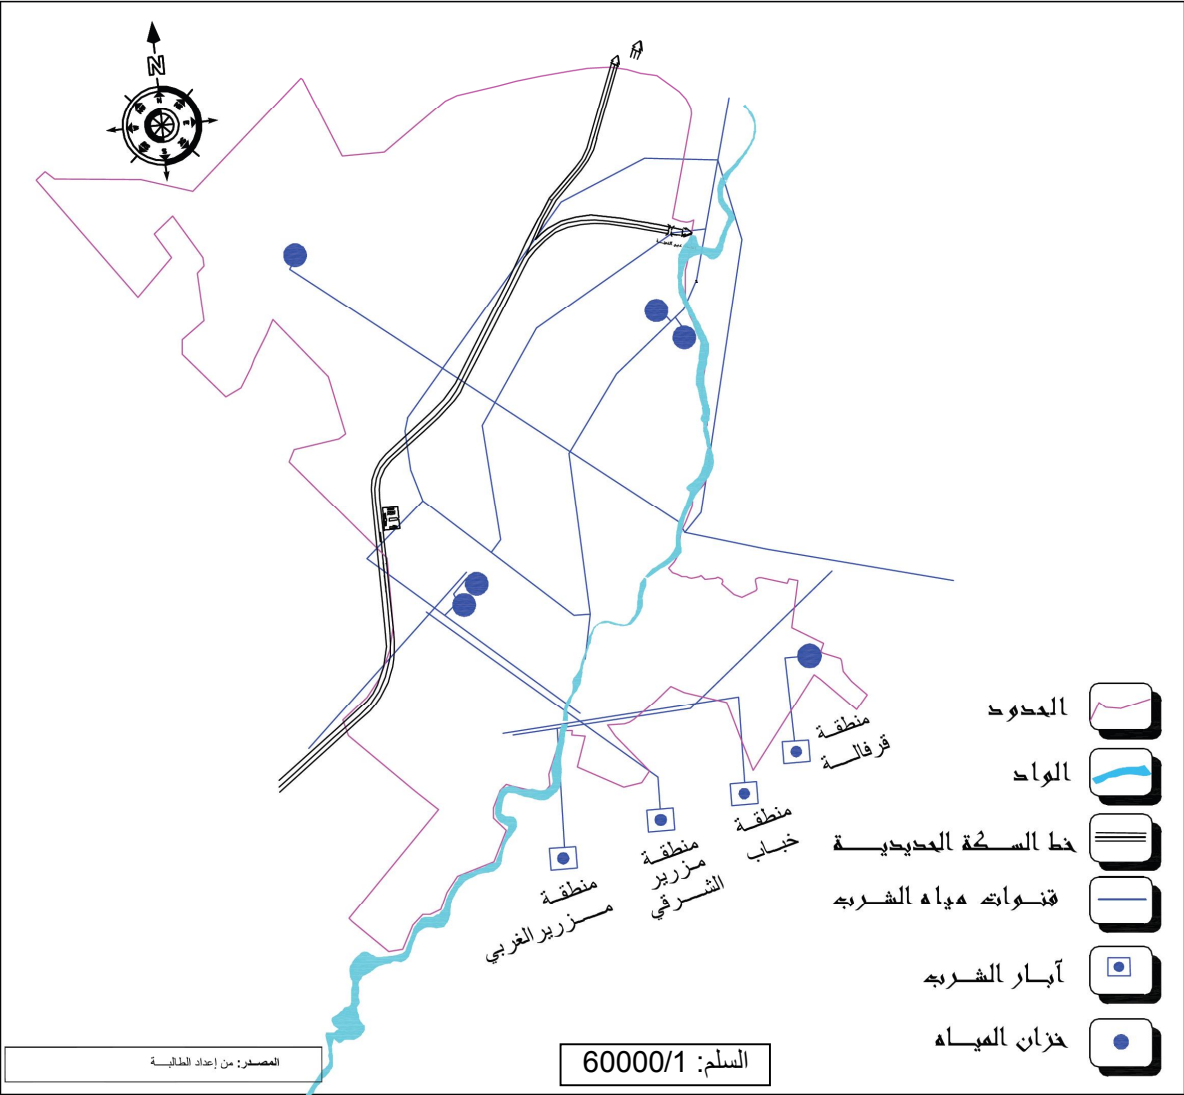 N
الحدود
الواد
خط السكة الحديدية
قنوات مياه الشرب
آبار الشرب
خزان المياه
منطقة
قرفالة
منطقة
خباب
منطقة
مزرير
الشرقي
منطقة
مزرير الغربي
السلم: 60000/1
المصدر: من إعداد الطالبة